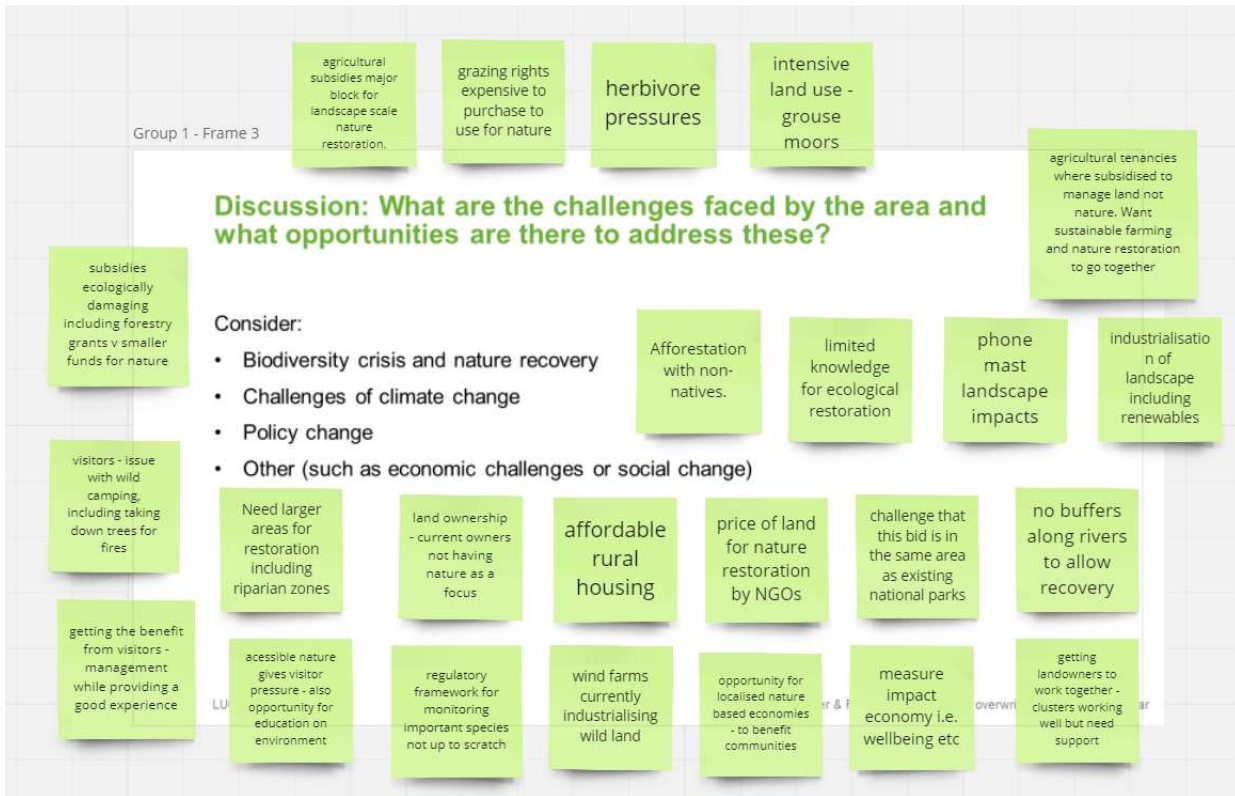 agricultural
subsidies major
block for
landscape scale
nature
restoration.
grazing rights
expensive to
purchase to
use for nature
herbivore
pressures
intensive
land use -
grouse
moors
Group 1 - Frame 3
agricultural tenancies
where subsidised to
manage land not
nature. Want
sustainable farming
and nature restoration
to go together
Discussion: What are the challenges faced by the area and
what opportunities are there to address these?
subsidies
ecologically
damaging
including forestry
grants v smaller
funds for nature
Consider:
• Biodiversity crisis and nature recovery
• Challenges of climate change
• Policy change
• Other (such as economic challenges or social change)
Afforestation
with non-
natives.
limited
knowledge
for ecological
restoration
phone
mast
landscape
impacts
industrialisatio
n of
landscape
including
renewables
visitors - issue
with wild
camping,
including taking
down trees for
fires
Need larger
areas for
restoration
including
riparian zones
land ownership
- current owners
not having
nature as a
focus
affordable
rural
housing
price of land
for nature
restoration
by NGOs
challenge that
this bid is in
the same area
as existing
national parks
no buffers
along rivers
to allow
recovery
getting the benefit
from visitors -
management
while providing a
good experience
acessible nature
gives visitor
pressure - also
opportunity for
education on
environment
regulatory
framework for
monitoring
important species
not up to scratch
wind farms
currently
industrialising
wild land
opportunity for
localised nature
based economies
- to benefit
communities
measure
impact
economy i.e.
wellbeing etc
getting
landowners to
work together -
clusters working
well but need
support